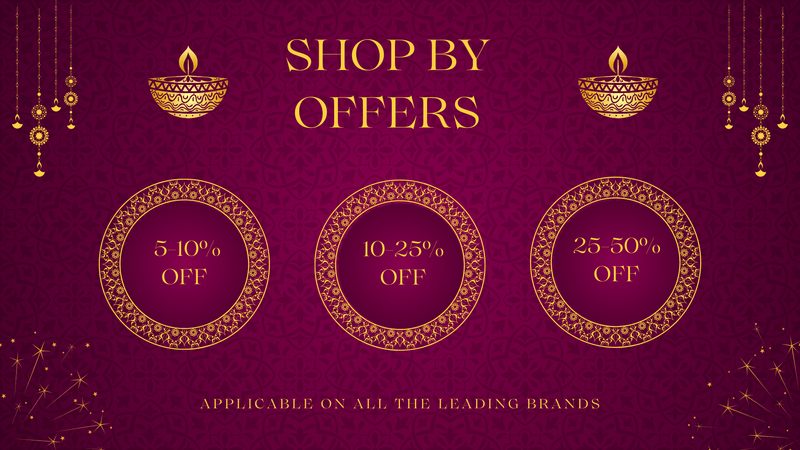 SHOP BY
OFFERS
5-10%
OFF
10-25%
OFF
25-50%
OFF
APPLICABLE ON ALL THE LEADING BRANDS